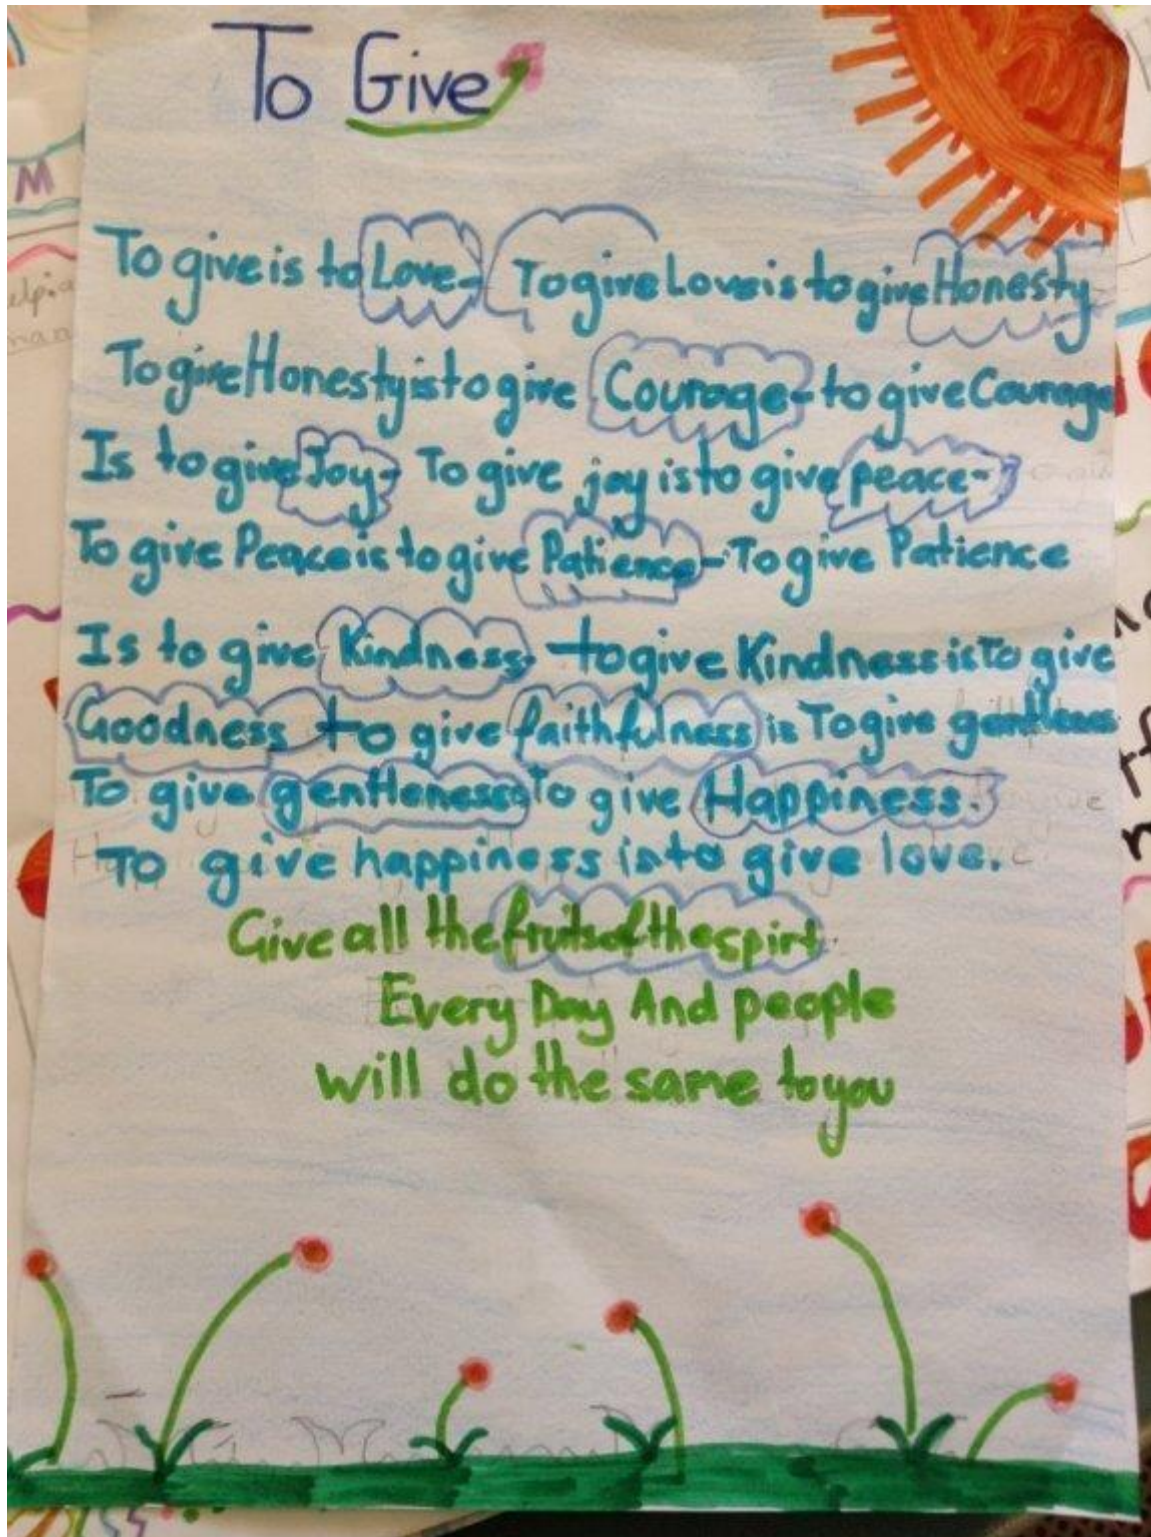 To Give
To give is to Love- To give Love is to give Honesty
To give Honesty is to give Courage- to give Courage
Is to give Joy- To give joy is to give peace-
To give Peace is to give Patience- To give Patience
Is to give Kindness- to give Kindness is To give
Goodness to give faithfulness is To give
To give gentleness to give Happiness.
To give happiness is to give love.
Give all the fruits of the spirt.
Every Day And people
will do the same to you
M